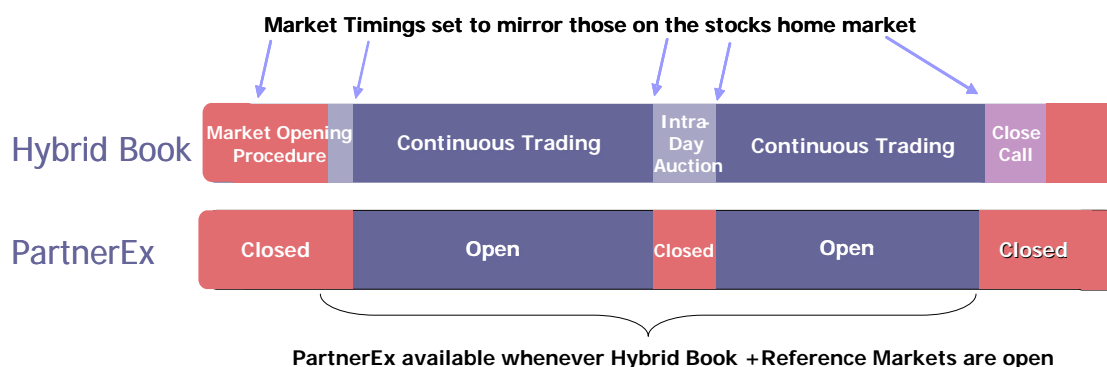 Market Timings set to mirror those on the stocks home market
Hybrid Book
Market Opening
Procedure
Continuous Trading
Intra-
Day
Auction
Continuous Trading
Close
Call
PartnerEx
Closed
Open
Closed
Open
Closed
PartnerEx available whenever Hybrid Book +Reference Markets are open